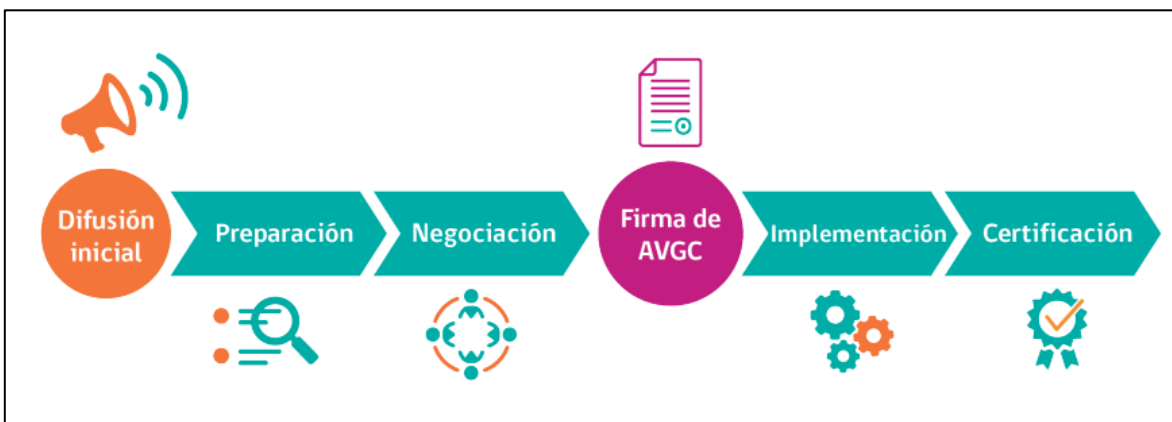 Difusión
inicial
Preparación
Negociación
Firma de
AVGC
Implementación
Certificación